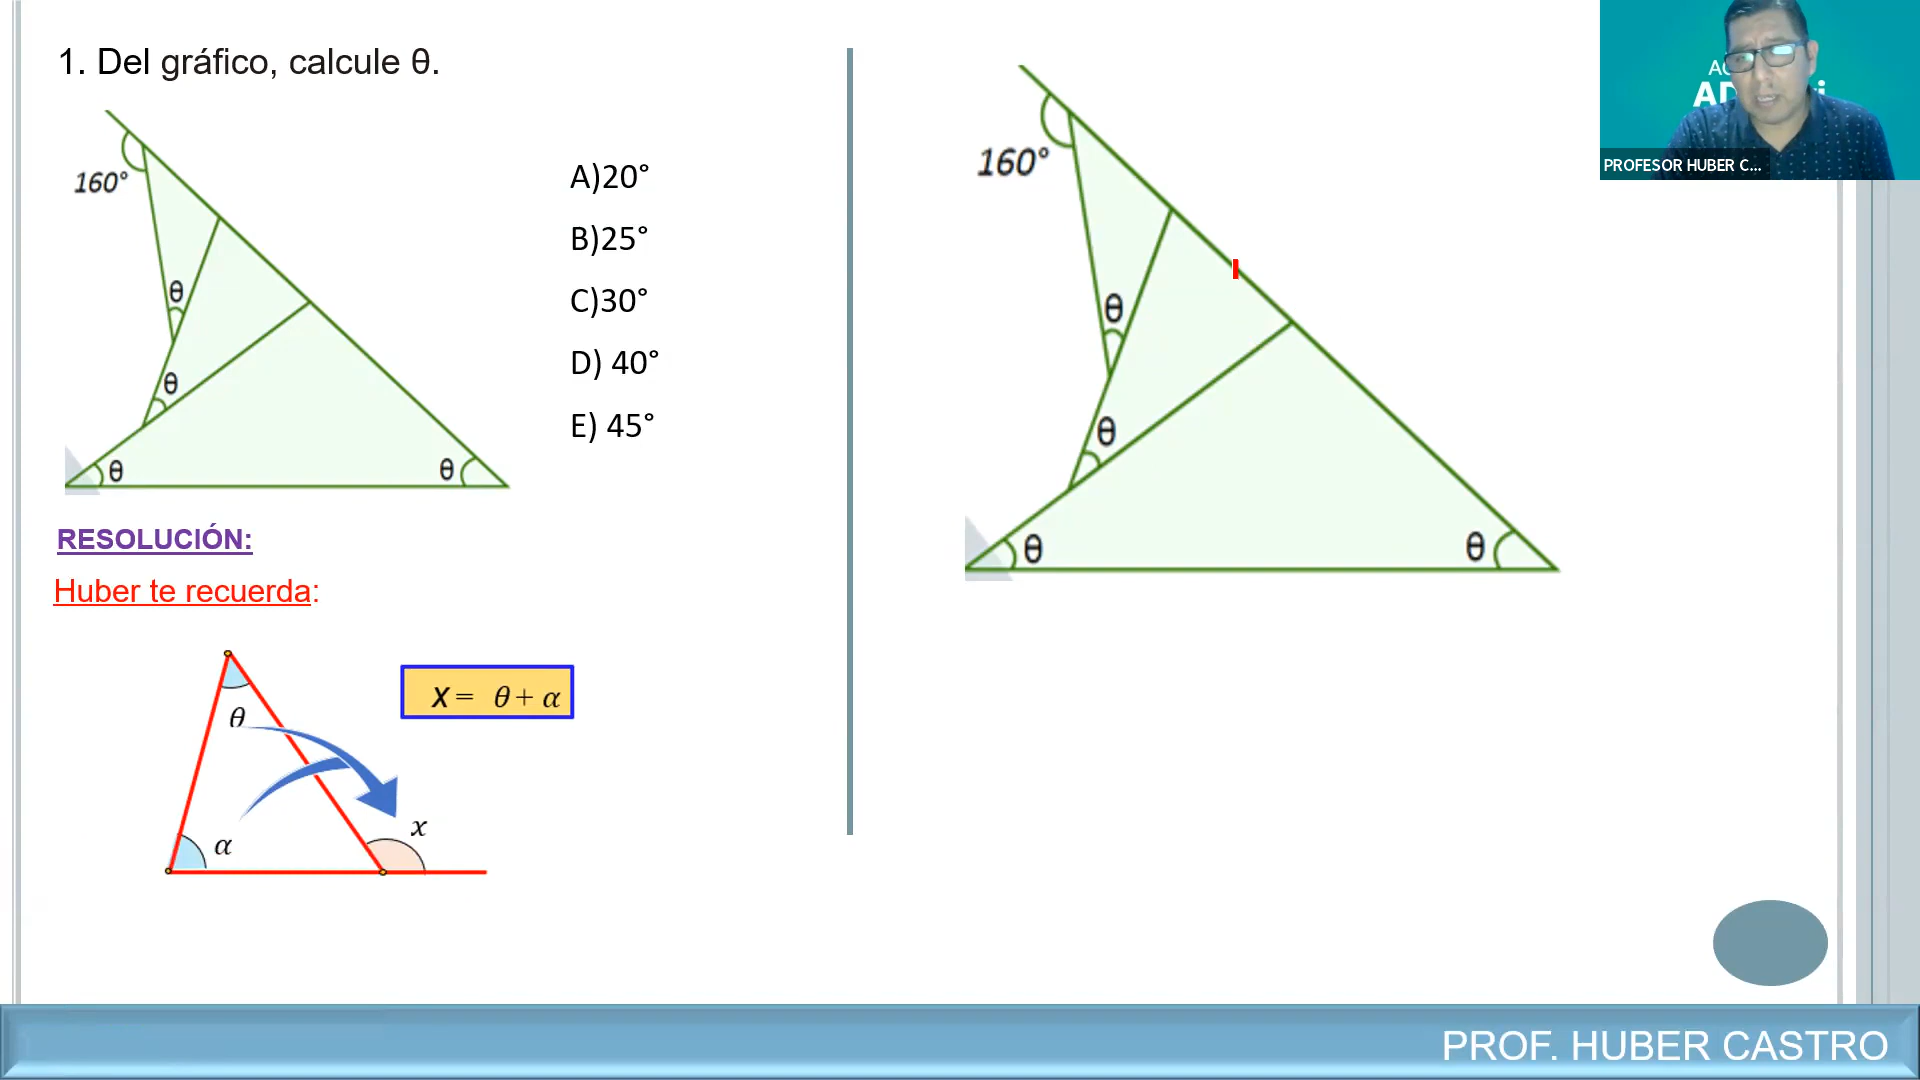 1. Del gráfico, calcule θ.
160°
θ
θ
θ
θ
A)20°
B)25°
C)30°
D) 40°
E) 45°
RESOLUCIÓN:
Huber te recuerda:
θ
α
x
X = θ + α
160°
θ
θ
θ
θ
PROFESOR HUBER C...
PROF. HUBER CASTRO